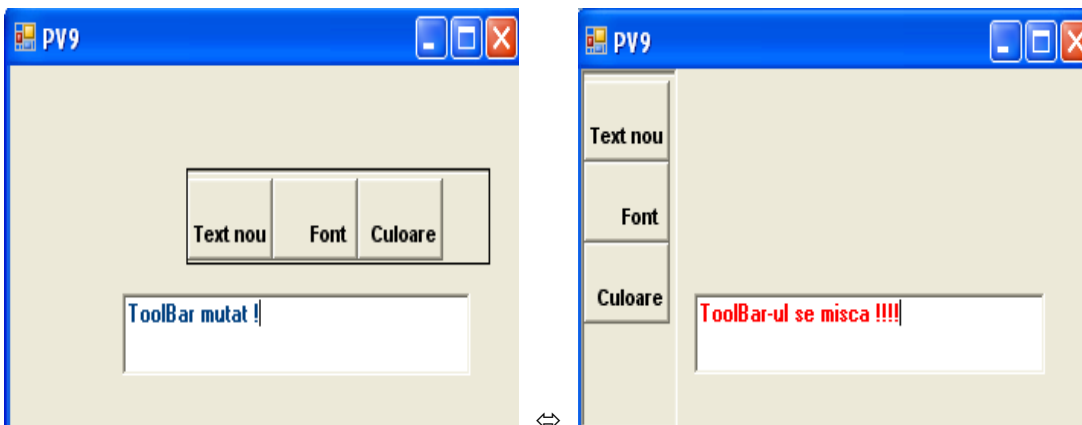 PV9
Text nou Font Culoare
ToolBar mutat !
⇔
PV9
Text nou
Font
Culoare
ToolBar-ul se misca !!!!